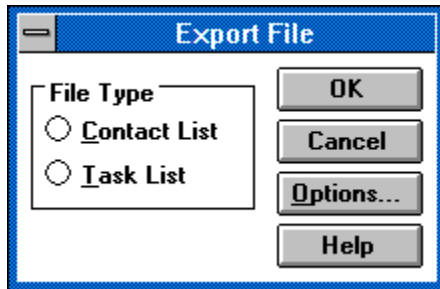 Export File
File Type
Contact List
Task List
OK
Cancel
Options...
Help